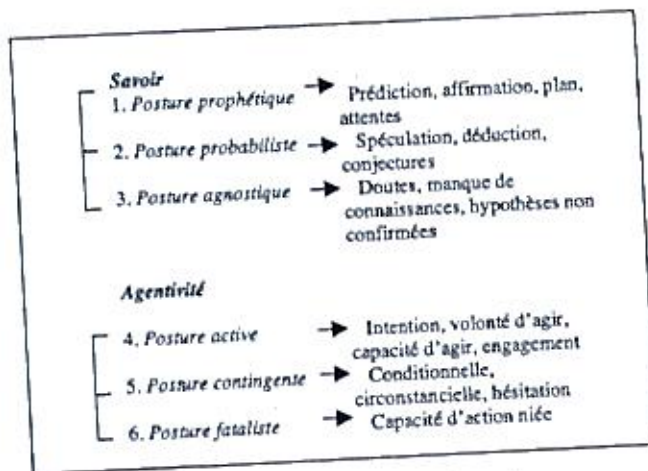 Savoir
1. Posture prophétique → Prédiction, affirmation, plan,
attentes
2. Posture probabiliste → Spéculation, déduction,
conjectures
3. Posture agnostique → Doutes, manque de
connaissances, hypothèses non
confirmées
Agentivité
4. Posture active → Intention, volonté d'agir,
capacité d'agir, engagement
5. Posture contingente → Conditionnelle,
circonstancielle, hésitation
6. Posture fataliste → Capacité d'action niée